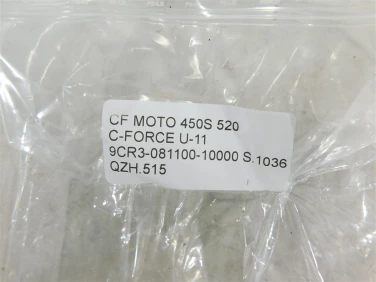 CF MOTO 450S 520
C-FORCE U-11
9CR3-081100-10000 S.1036
QZH.515